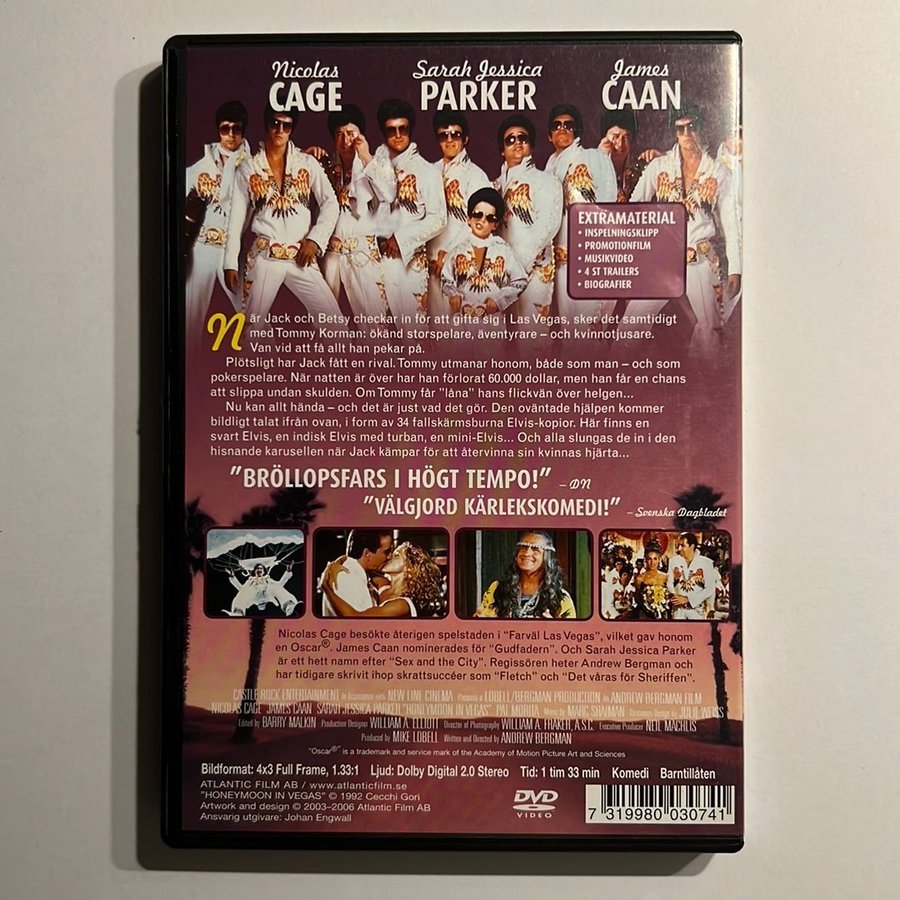 Nicolas CAGE
Sarah Jessica PARKER
James CAAN
EXTRAMATERIAL
• INSPELNINGSKLIPP
• PROMOTIONFILM
• MUSIKVIDEO
• 4 ST TRAILERS
• BIOGRAFIER
När Jack och Betsy checkar in för att gifta sig i Las Vegas, sker det samtidigt
med Tommy Korman: ökänd storspelare, äventyrare – och kvinnotjusare.
Van vid att få allt han pekar på.
Plötsligt har Jack fått en rival. Tommy utmanar honom, både som man – och som
pokerspelare. När natten är över har han förlorat 60.000 dollar, men han får en chans
att slippa undan skulden. Om Tommy får "låna" hans flickvän över helgen...
Nu kan allt hända – och det är just vad det gör. Den oväntade hjälpen kommer
bildligt talat ifrån ovan, i form av 34 fallskärmsburna Elvis-kopior. Här finns en
svart Elvis, en indisk Elvis med turban, en mini-Elvis... Och alla slungas de in i den
hisnande karusellen när Jack kämpar för att återvinna sin kvinnas hjärta...
"BRÖLLOPSFARS I HÖGT TEMPO!" – DN
"VÄLGJORD KÄRLEKSKOMEDI!" – Svenska Dagbladet
Nicolas Cage besökte återigen spelstaden i "Farväl Las Vegas", vilket gav honom
en Oscar®. James Caan nominerades för "Gudfadern". Och Sarah Jessica Parker
är ett hett namn efter "Sex and the City". Regissören heter Andrew Bergman och
har tidigare skrivit ihop skrattsuccéer som "Fletch" och "Det våras för Sheriffen".
CASTLE ROCK ENTERTAINMENT In Association with NEW LINE CINEMA Presents a LOBELL/BERGMAN PRODUCTION An ANDREW BERGMAN FILM
NICOLAS CAGE JAMES CAAN SARAH JESSICA PARKER "HONEYMOON IN VEGAS" PAT MORITA Music by MARC SHAIMAN Costumes Design by JULIE WEISS
Edited by BARRY MALKIN Production Designer WILLIAM A. ELLIOTT Director of Photography WILLIAM A. FRAKER, A.S.C. Executive Producer NEIL MACHLIS
Produced by MIKE LOBELL Written and Directed by ANDREW BERGMAN
"Oscar®" is a trademark and service mark of the Academy of Motion Picture Art and Sciences
Bildformat: 4x3 Full Frame, 1.33:1 Ljud: Dolby Digital 2.0 Stereo Tid: 1 tim 33 min Komedi Barntillåten
ATLANTIC FILM AB / www.atlanticfilm.se
"HONEYMOON IN VEGAS" © 1992 Cecchi Gori
Artwork and design © 2003–2006 Atlantic Film AB
Ansvarig utgivare: Johan Engwall
DVD
VIDEO
7 319980 030741